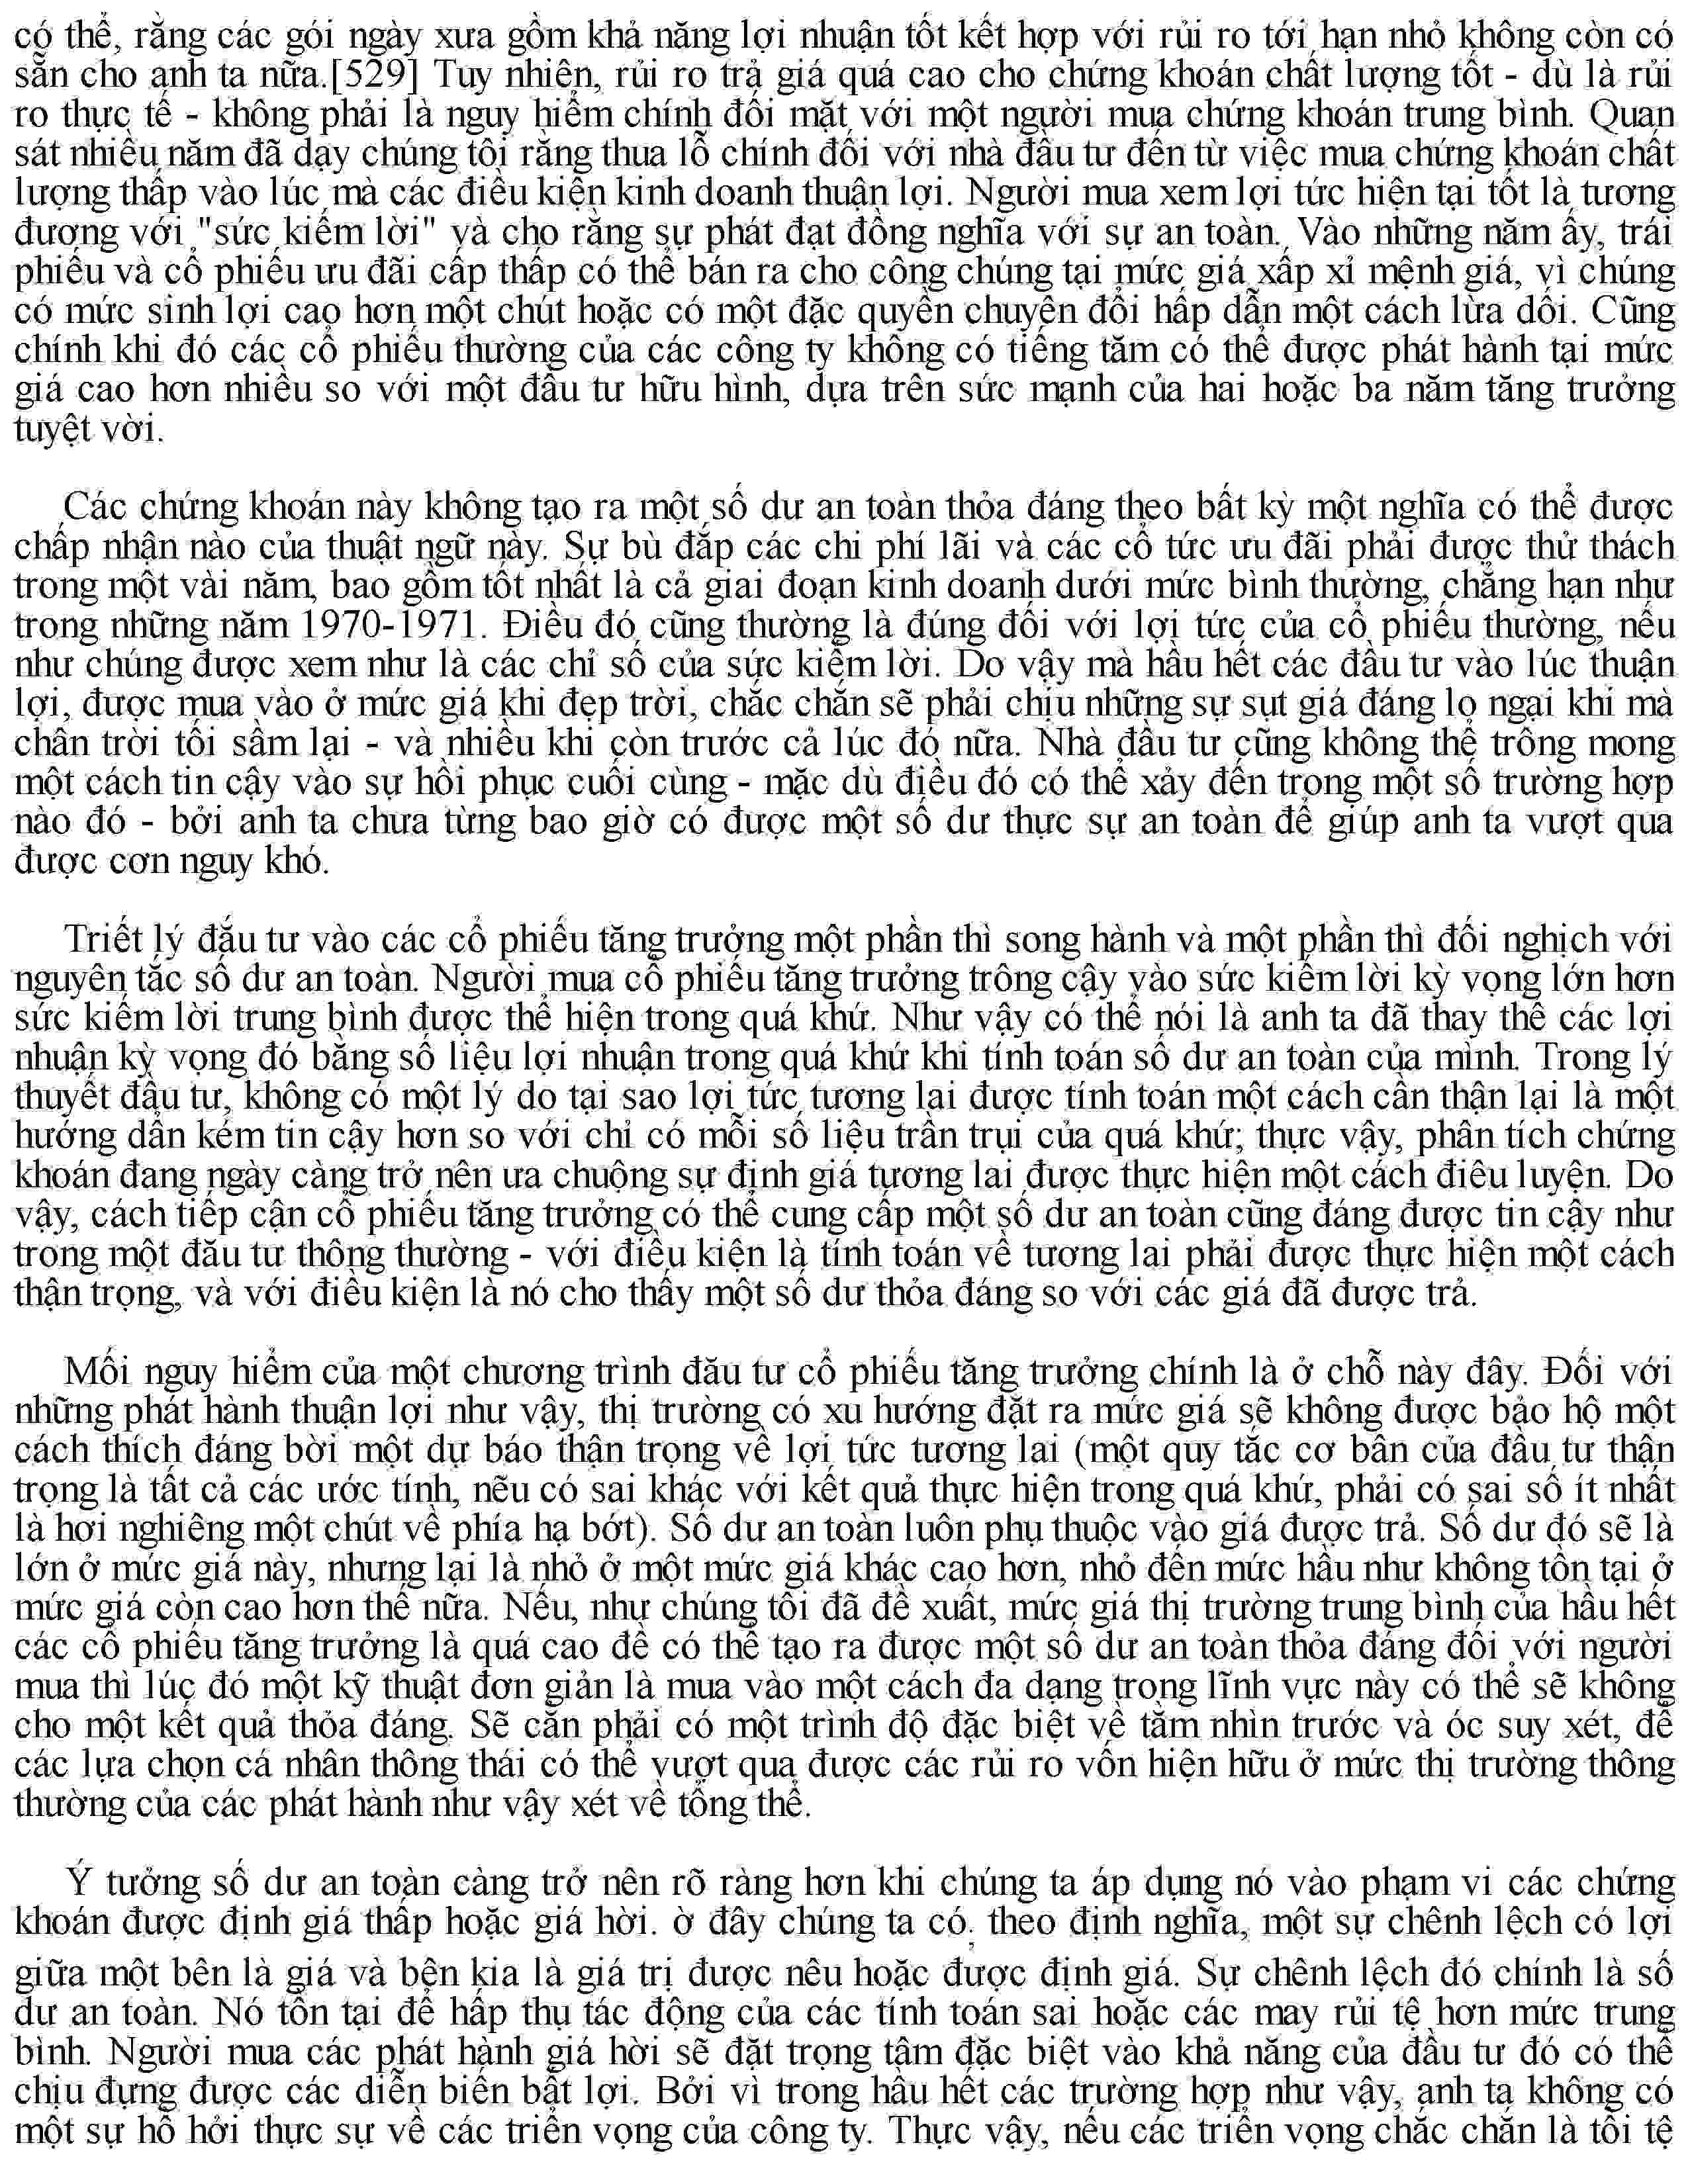 có thể, rằng các gói ngày xưa gồm khả năng lợi nhuận tốt kết hợp với rủi ro tới hạn nhỏ không còn có
sẵn cho anh ta nữa.[529] Tuy nhiên, rủi ro trả giá quá cao cho chứng khoán chất lượng tốt - dù là rủi
ro thực tế - không phải là nguy hiểm chính đối mặt với một người mua chứng khoán trung bình. Quan
sát nhiều năm đã dạy chúng tôi rằng thua lỗ chính đối với nhà đầu tư đến từ việc mua chứng khoán chất
lượng thấp vào lúc mà các điều kiện kinh doanh thuận lợi. Người mua xem lợi tức hiện tại tốt là tương
đương với "sức kiếm lời" và cho rằng sự phát đạt đồng nghĩa với sự an toàn. Vào những năm ấy, trái
phiếu và cổ phiếu ưu đãi cấp thấp có thể bán ra cho công chúng tại mức giá xấp xỉ mệnh giá, vì chúng
có mức sinh lợi cao hơn một chút hoặc có một đặc quyền chuyển đổi hấp dẫn một cách lừa dối. Cũng
chính khi đó các cổ phiếu thường của các công ty không có tiếng tăm có thể được phát hành tại mức
giá cao hơn nhiều so với một đầu tư hữu hình, dựa trên sức mạnh của hai hoặc ba năm tăng trưởng
tuyệt vời.
Các chứng khoán này không tạo ra một số dư an toàn thỏa đáng theo bất kỳ một nghĩa có thể được
chấp nhận nào của thuật ngữ này. Sự bù đắp các chi phí lãi và các cổ tức ưu đãi phải được thử thách
trong một vài năm, bao gồm tốt nhất là cả giai đoạn kinh doanh dưới mức bình thường, chẳng hạn như
trong những năm 1970-1971. Điều đó cũng thường là đúng đối với lợi tức của cổ phiếu thường, nếu
như chúng được xem như là các chỉ số của sức kiếm lời. Do vậy mà hầu hết các đầu tư vào lúc thuận
lợi, được mua vào ở mức giá khi đẹp trời, chắc chắn sẽ phải chịu những sự sụt giá đáng lo ngại khi mà
chân trời tối sầm lại - và nhiều khi còn trước cả lúc đó nữa. Nhà đầu tư cũng không thể trông mong
một cách tin cậy vào sự hồi phục cuối cùng - mặc dù điều đó có thể xảy đến trong một số trường hợp
nào đó - bởi anh ta chưa từng bao giờ có được một số dư thực sự an toàn để giúp anh ta vượt qua
được cơn nguy khó.
Triết lý đầu tư vào các cổ phiếu tăng trưởng một phần thì song hành và một phần thì đối nghịch với
nguyên tắc số dư an toàn. Người mua cổ phiếu tăng trưởng trông cậy vào sức kiếm lời kỳ vọng lớn hơn
sức kiếm lời trung bình được thể hiện trong quá khứ. Như vậy có thể nói là anh ta đã thay thế các lợi
nhuận kỳ vọng đó bằng số liệu lợi nhuận trong quá khứ khi tính toán số dư an toàn của mình. Trong lý
thuyết đầu tư, không có một lý do tại sao lợi tức tương lai được tính toán một cách cẩn thận lại là một
hướng dẫn kém tin cậy hơn so với chỉ có mỗi số liệu trần trụi của quá khứ; thực vậy, phân tích chứng
khoán đang ngày càng trở nên ưa chuộng sự định giá tương lai được thực hiện một cách điêu luyện. Do
vậy, cách tiếp cận cổ phiếu tăng trưởng có thể cung cấp một số dư an toàn cũng đáng được tin cậy như
trong một đầu tư thông thường - với điều kiện là tính toán về tương lai phải được thực hiện một cách
thận trọng, và với điều kiện là nó cho thấy một số dư thỏa đáng so với các giá đã được trả.
Mối nguy hiểm của một chương trình đầu tư cổ phiếu tăng trưởng chính là ở chỗ này đây. Đối với
những phát hành thuận lợi như vậy, thị trường có xu hướng đặt ra mức giá sẽ không được bảo hộ một
cách thích đáng bời một dự báo thận trọng về lợi tức tương lai (một quy tắc cơ bản của đầu tư thận
trọng là tất cả các ước tính, nếu có sai khác với kết quả thực hiện trong quá khứ, phải có sai số ít nhất
là hơi nghiêng một chút về phía hạ bớt). Số dư an toàn luôn phụ thuộc vào giá được trả. Số dư đó sẽ là
lớn ở mức giá này, nhưng lại là nhỏ ở một mức giá khác cao hơn, nhỏ đến mức hầu như không tồn tại ở
mức giá còn cao hơn thế nữa. Nếu, như chúng tôi đã đề xuất, mức giá thị trường trung bình của hầu hết
các cổ phiếu tăng trưởng là quá cao để có thể tạo ra được một số dư an toàn thỏa đáng đối với người
mua thì lúc đó một kỹ thuật đơn giản là mua vào một cách đa dạng trong lĩnh vực này có thể sẽ không
cho một kết quả thỏa đáng. Sẽ cần phải có một trình độ đặc biệt về tầm nhìn trước và óc suy xét, để
các lựa chọn cá nhân thông thái có thể vượt qua được các rủi ro vốn hiện hữu ở mức thị trường thông
thường của các phát hành như vậy xét về tổng thể.
Ý tưởng số dư an toàn càng trở nên rõ ràng hơn khi chúng ta áp dụng nó vào phạm vi các chứng
khoán được định giá thấp hoặc giá hời. ờ đây chúng ta có; theo định nghĩa, một sự chênh lệch có lợi
giữa một bên là giá và bên kia là giá trị được nêu hoặc được định giá. Sự chênh lệch đó chính là số
dư an toàn. Nó tồn tại để hấp thụ tác động của các tính toán sai hoặc các may rủi tệ hơn mức trung
bình. Người mua các phát hành giá hời sẽ đặt trọng tâm đặc biệt vào khả năng của đầu tư đó có thể
chịu đựng được các diễn biến bất lợi. Bởi vì trong hầu hết các trường hợp như vậy, anh ta không có
một sự hồ hởi thực sự về các triển vọng của công ty. Thực vậy, nếu các triển vọng chắc chắn là tồi tệ